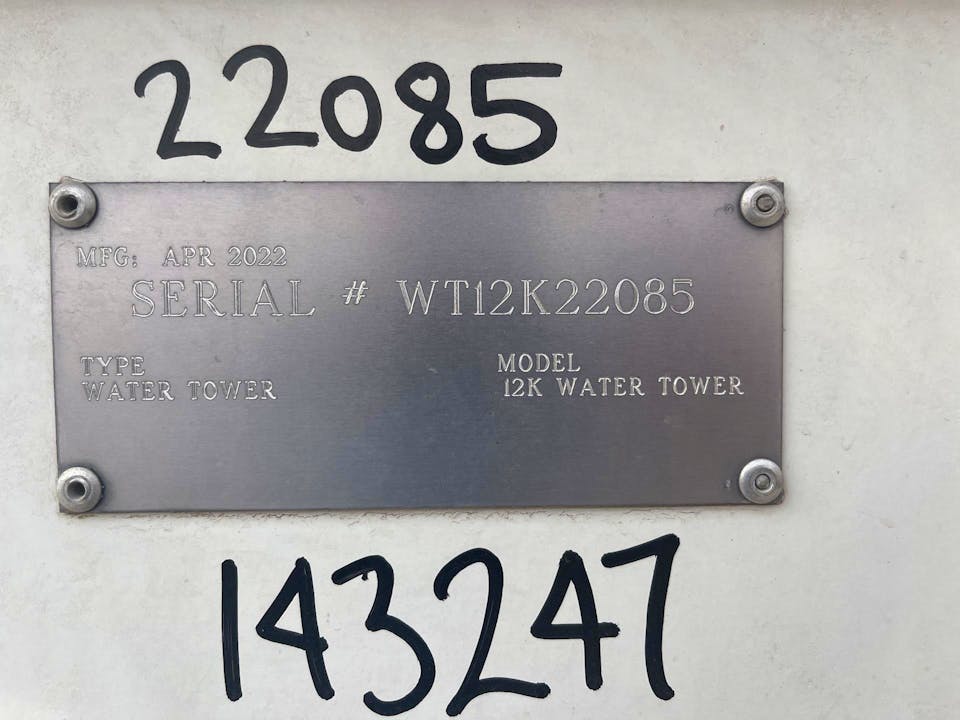 22085
MFG: APR 2022
SERIAL # WT12K22085
TYPE
WATER TOWER
MODEL
12K WATER TOWER
143247